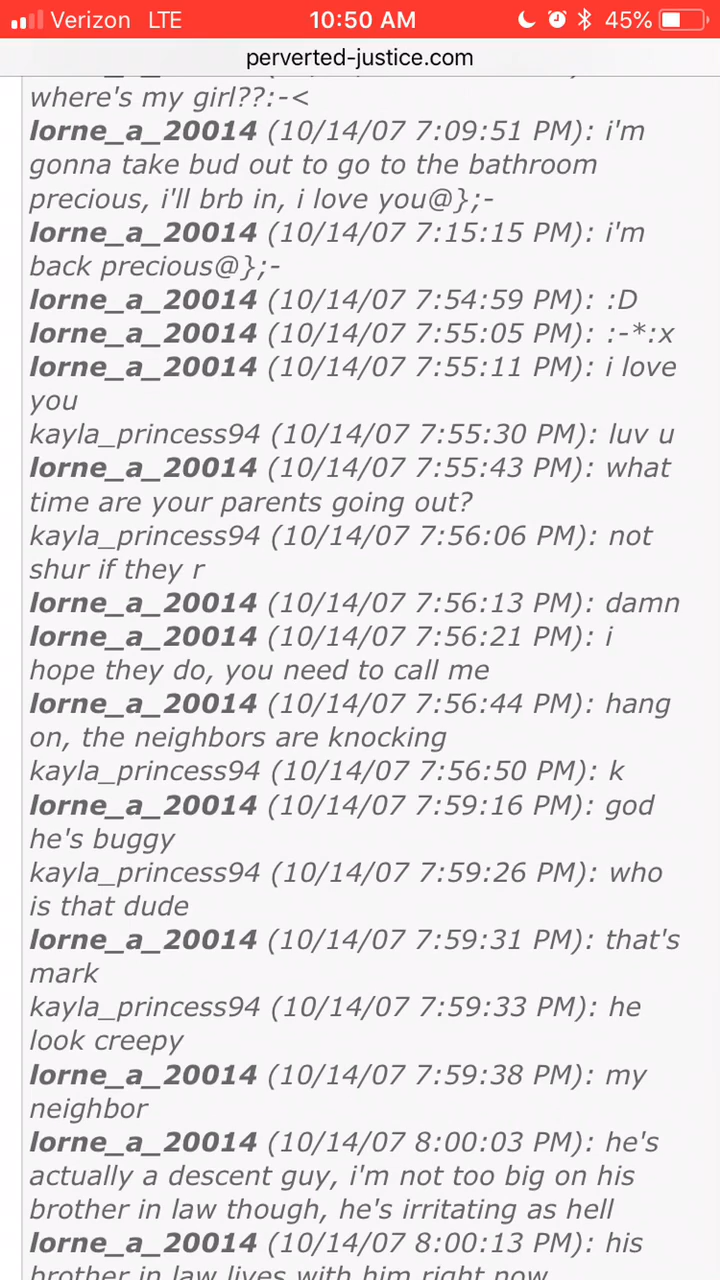 Verizon LTE 10:50 AM 45%
perverted-justice.com
where's my girl??:-<
lorne_a_20014 (10/14/07 7:09:51 PM): i'm
gonna take bud out to go to the bathroom
precious, i'll brb in, i love you@};-
lorne_a_20014 (10/14/07 7:15:15 PM): i'm
back precious@};-
lorne_a_20014 (10/14/07 7:54:59 PM): :D
lorne_a_20014 (10/14/07 7:55:05 PM): :-*:x
lorne_a_20014 (10/14/07 7:55:11 PM): i love
you
kayla_princess94 (10/14/07 7:55:30 PM): luv u
lorne_a_20014 (10/14/07 7:55:43 PM): what
time are your parents going out?
kayla_princess94 (10/14/07 7:56:06 PM): not
shur if they r
lorne_a_20014 (10/14/07 7:56:13 PM): damn
lorne_a_20014 (10/14/07 7:56:21 PM): i
hope they do, you need to call me
lorne_a_20014 (10/14/07 7:56:44 PM): hang
on, the neighbors are knocking
kayla_princess94 (10/14/07 7:56:50 PM): k
lorne_a_20014 (10/14/07 7:59:16 PM): god
he's buggy
kayla_princess94 (10/14/07 7:59:26 PM): who
is that dude
lorne_a_20014 (10/14/07 7:59:31 PM): that's
mark
kayla_princess94 (10/14/07 7:59:33 PM): he
look creepy
lorne_a_20014 (10/14/07 7:59:38 PM): my
neighbor
lorne_a_20014 (10/14/07 8:00:03 PM): he's
actually a descent guy, i'm not too big on his
brother in law though, he's irritating as hell
lorne_a_20014 (10/14/07 8:00:13 PM): his
brother in law lives with him right now